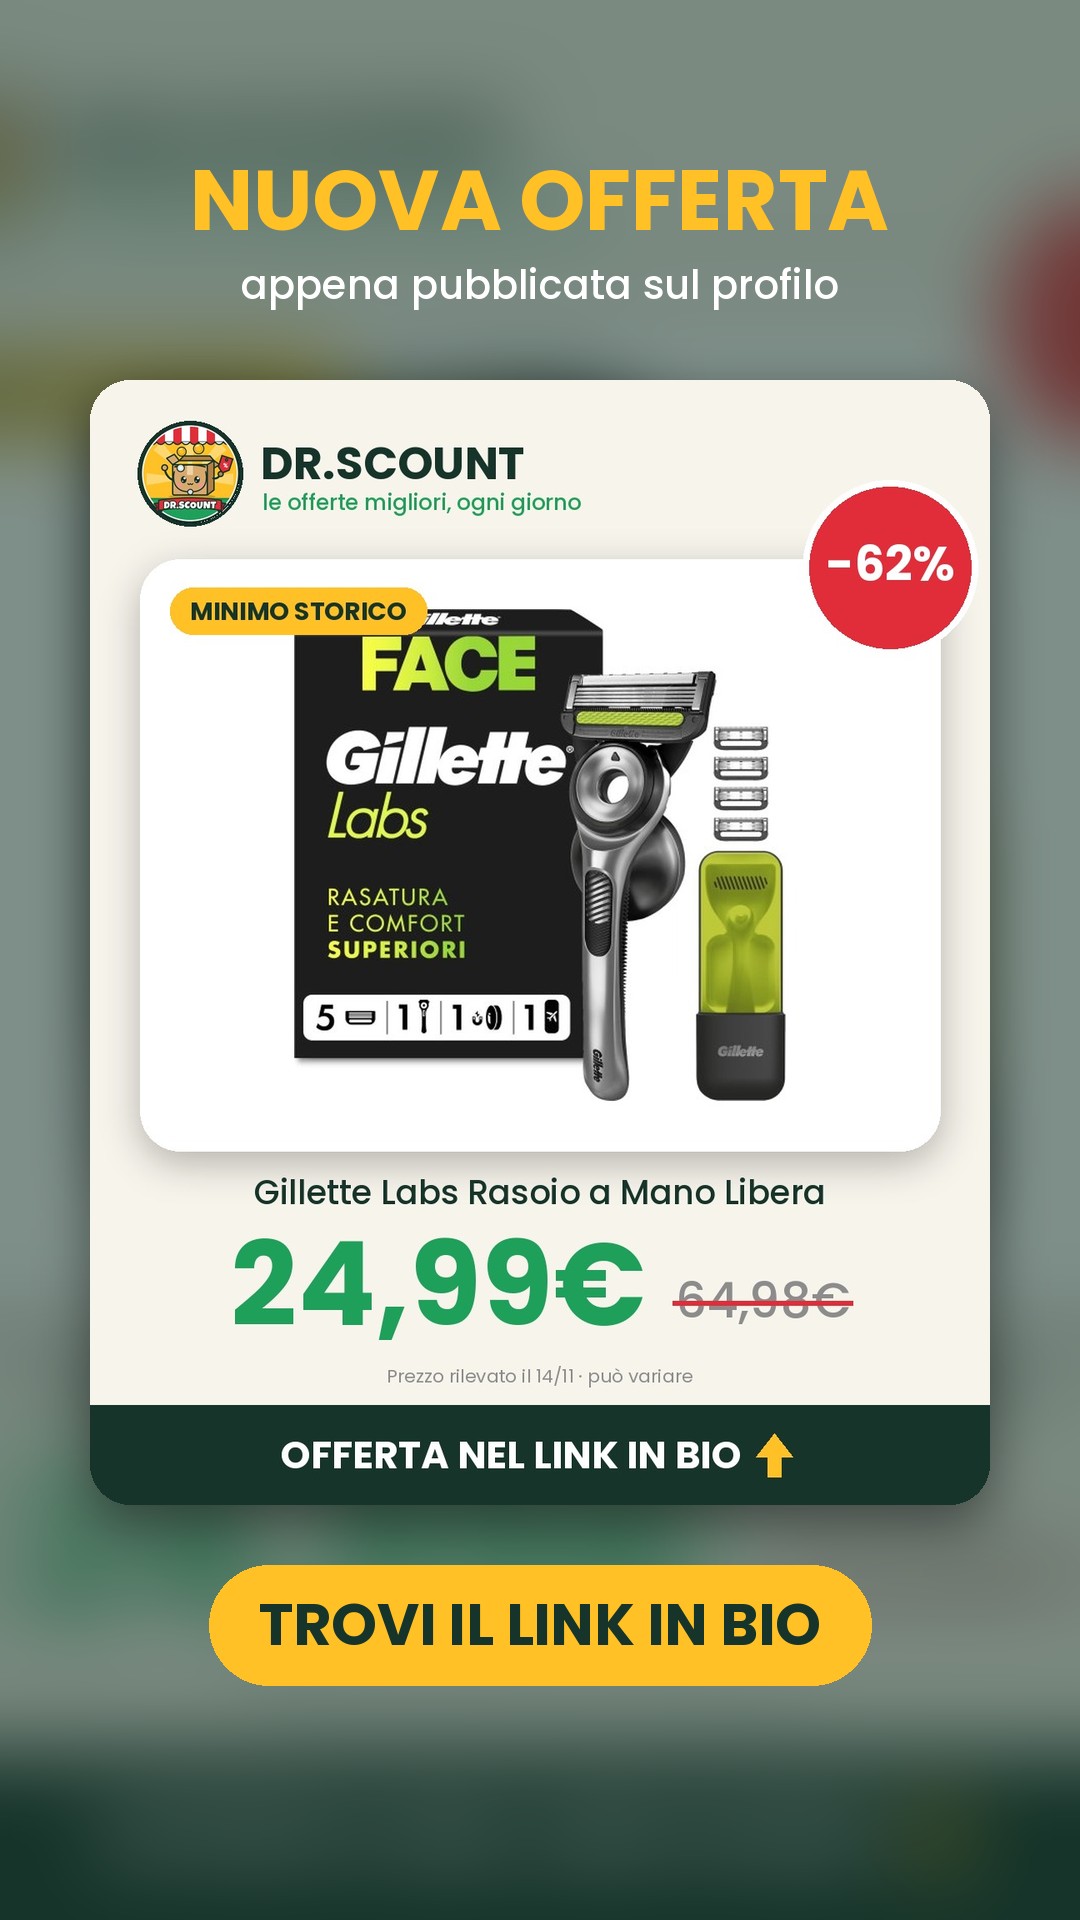 NUOVA OFFERTA
appena pubblicata sul profilo
DR.SCOUNT
DR.SCOUNT
le offerte migliori, ogni giorno
-62%
MINIMO STORICO
FACE
Gillette
Labs
RASATURA
E COMFORT
SUPERIORI
5 1 1 1
Gillette
Gillette
Gillette Labs Rasoio a Mano Libera
24,99€ 64,98€
Prezzo rilevato il 14/11 · può variare
OFFERTA NEL LINK IN BIO
TROVI IL LINK IN BIO